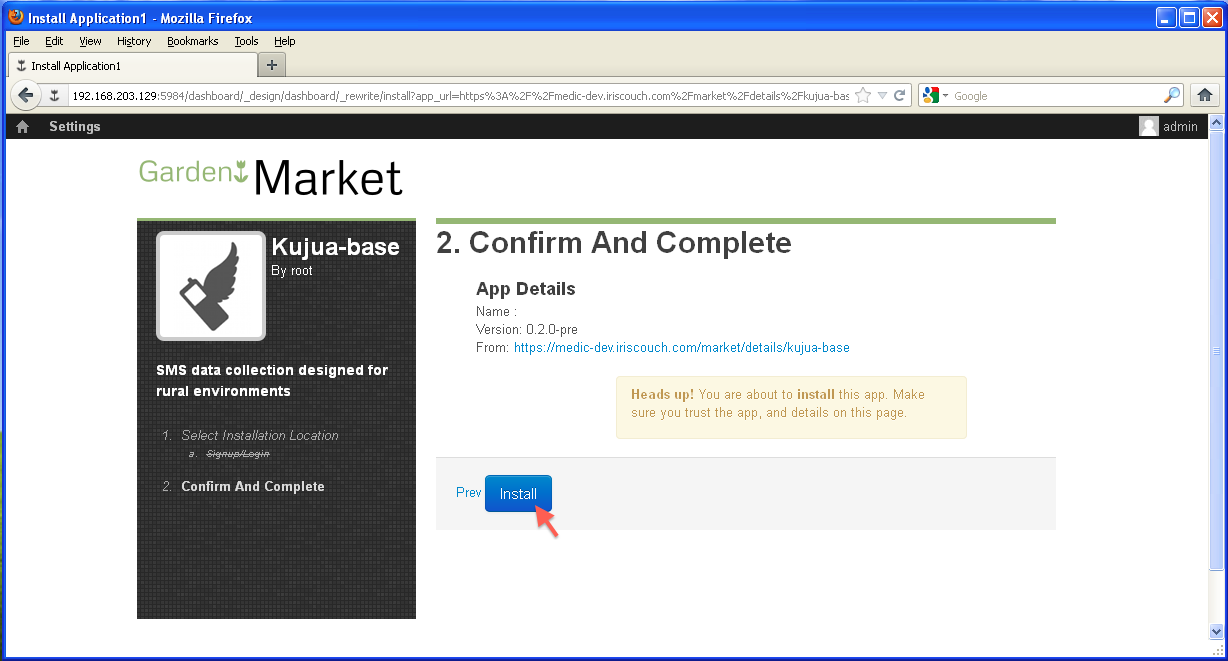 Install Application1 - Mozilla Firefox
File Edit View History Bookmarks Tools Help
Install Application1
192.168.203.129:5984/dashboard/_design/dashboard/_rewrite/install?app_url=https%3A%2F%2Fmedic-dev.iriscouch.com%2Fmarket%2Fdetails%2Fkujua-bas
Google
Settings
admin
Garden Market
Kujua-base
By root
SMS data collection designed for
rural environments
1. Select Installation Location
a. Signup/Login
2. Confirm And Complete
2. Confirm And Complete
App Details
Name :
Version: 0.2.0-pre
From: https://medic-dev.iriscouch.com/market/details/kujua-base
Heads up! You are about to install this app. Make
sure you trust the app, and details on this page.
Prev Install